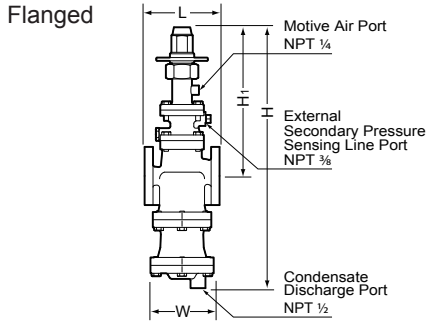 Flanged
L
Motive Air Port
NPT ¼
H1
H
External
Secondary Pressure
Sensing Line Port
NPT ⅜
Condensate
Discharge Port
NPT ½
W